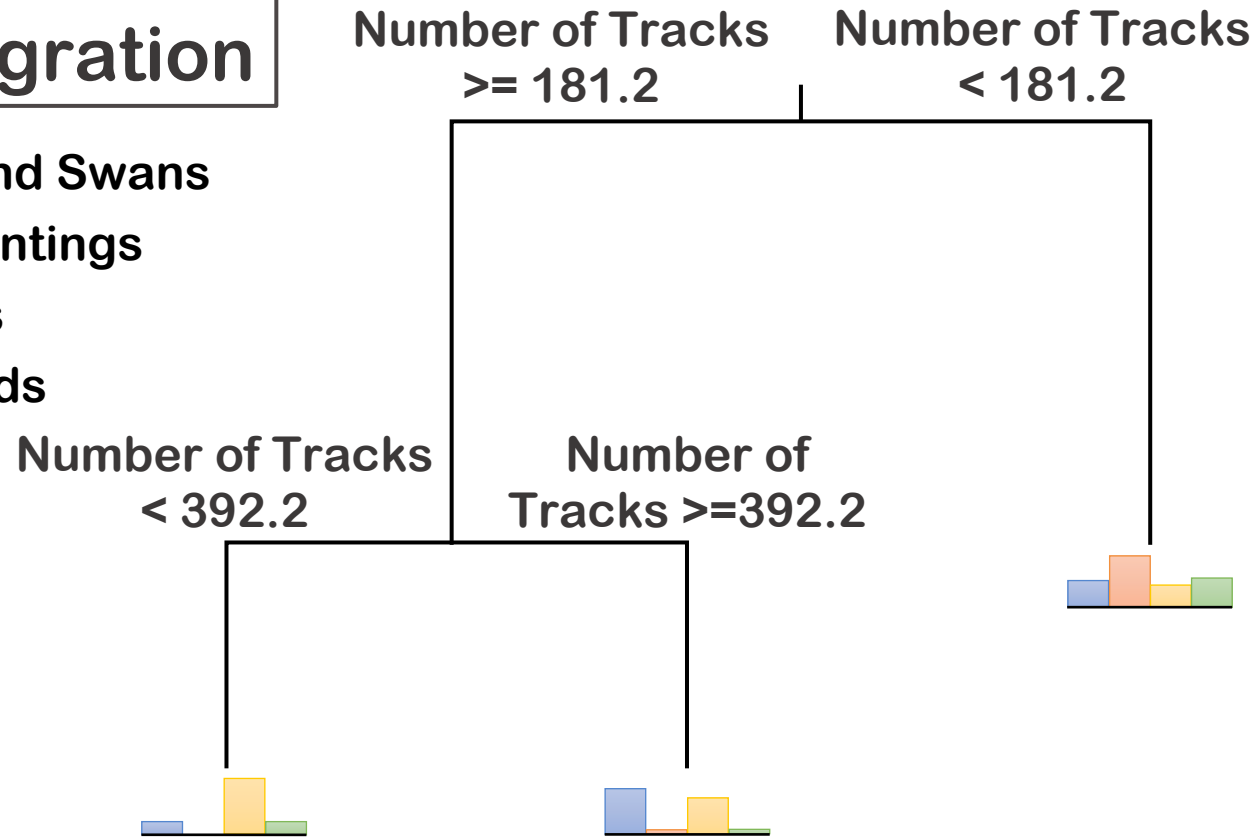 gration
Number of Tracks
>= 181.2
Number of Tracks
< 181.2
nd Swans
ntings
s
ds
Number of Tracks
< 392.2
Number of
Tracks >=392.2